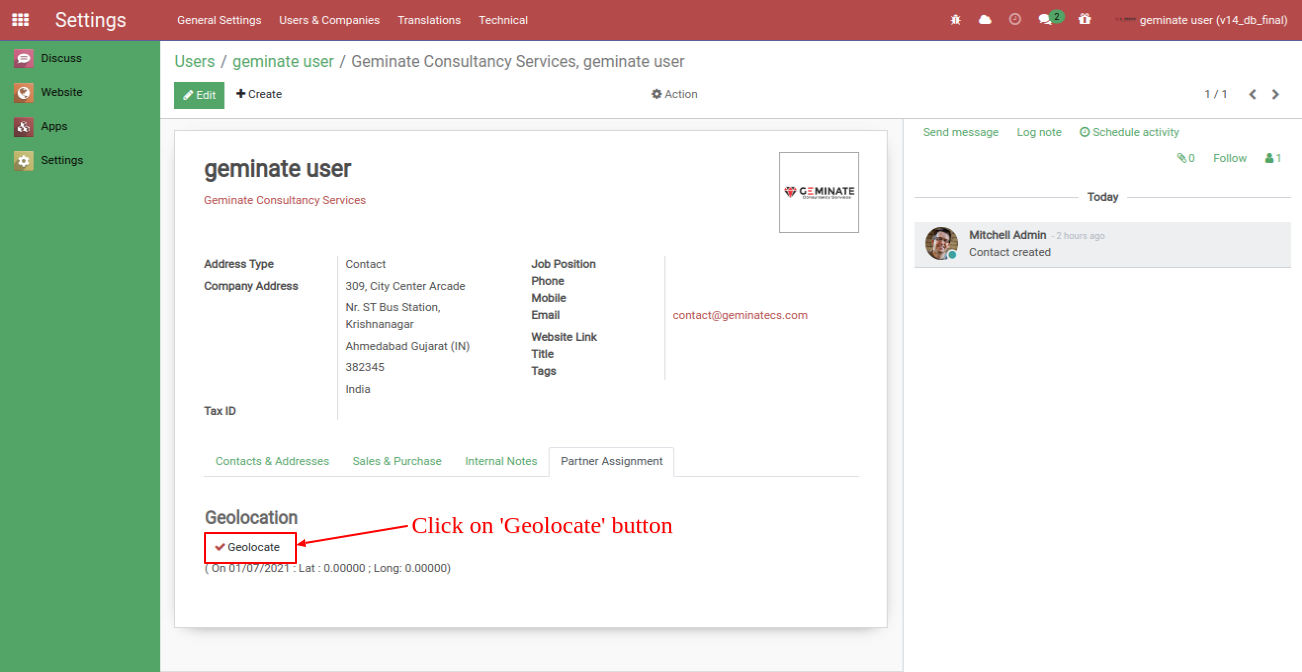 Settings
General Settings Users & Companies Translations Technical
2
geminate user (v14_db_final)
Discuss
Website
Apps
Settings
Users / geminate user / Geminate Consultancy Services, geminate user
Edit Create
Action
1 / 1
geminate user
Geminate Consultancy Services
GEMINATE
Consultancy Services
Address Type Contact
Company Address 309, City Center Arcade
Nr. ST Bus Station,
Krishnanagar
Ahmedabad Gujarat (IN)
382345
India
Tax ID
Job Position
Phone
Mobile
Email contact@geminatecs.com
Website Link
Title
Tags
Contacts & Addresses Sales & Purchase Internal Notes Partner Assignment
Geolocation
Click on 'Geolocate' button
Geolocate
( On 01/07/2021 : Lat : 0.00000 ; Long: 0.00000)
Send message Log note Schedule activity
0 Follow 1
Today
Mitchell Admin - 2 hours ago
Contact created